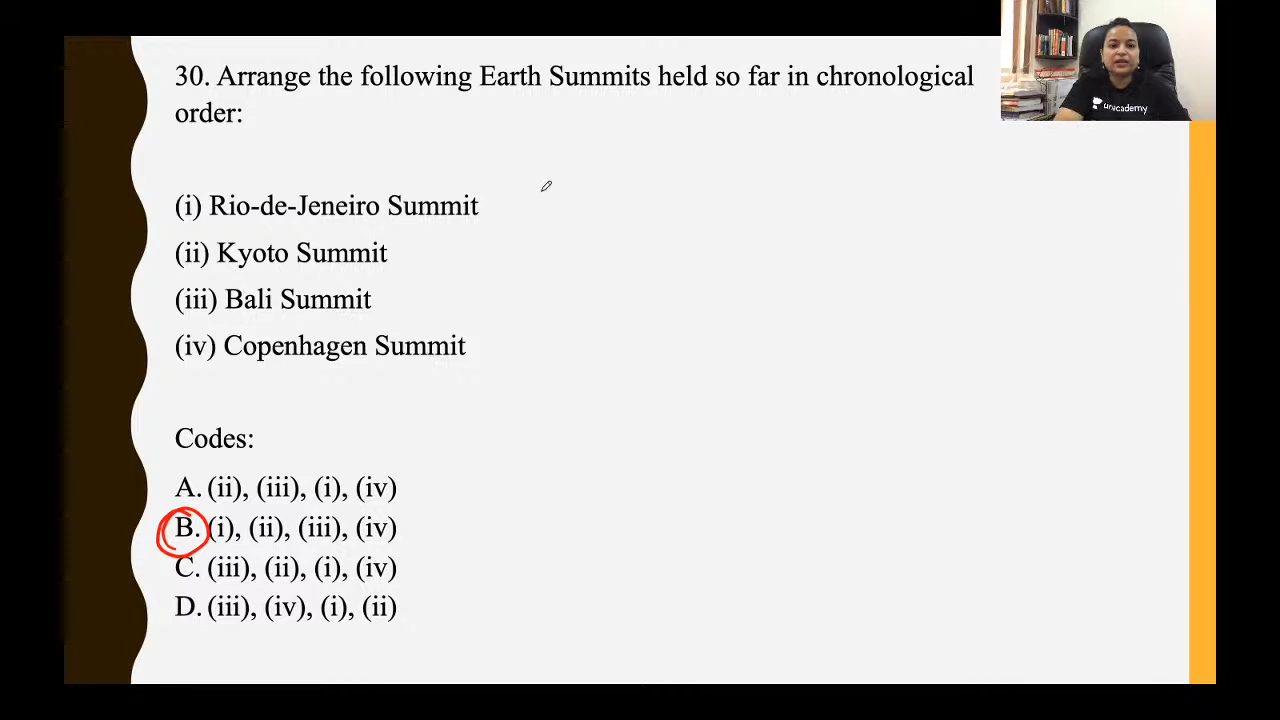 30. Arrange the following Earth Summits held so far in chronological
order:
(i) Rio-de-Jeneiro Summit
(ii) Kyoto Summit
(iii) Bali Summit
(iv) Copenhagen Summit
Codes:
A. (ii), (iii), (i), (iv)
B. (i), (ii), (iii), (iv)
C. (iii), (ii), (i), (iv)
D. (iii), (iv), (i), (ii)
unacademy